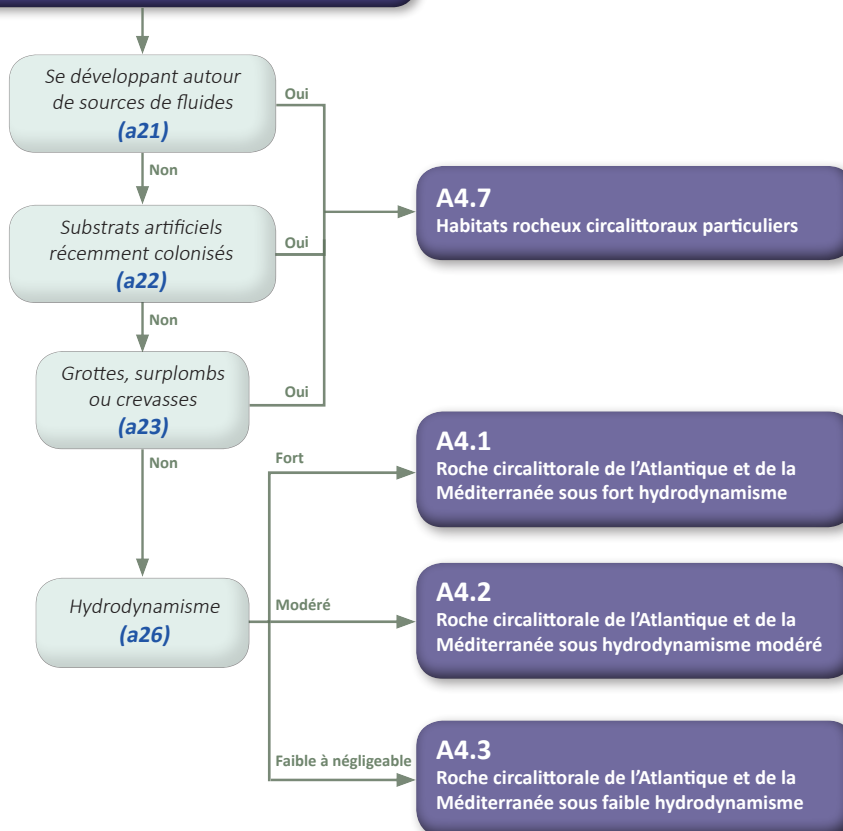 Se développant autour
de sources de fluides
(a21)
Oui
Non
Substrats artificiels
récemment colonisés
(a22)
Oui
A4.7
Habitats rocheux circalittoraux particuliers
Non
Grottes, surplombs
ou crevasses
(a23)
Oui
Non
Fort
A4.1
Roche circalittorale de l'Atlantique et de la
Méditerranée sous fort hydrodynamisme
Hydrodynamisme
(a26)
Modéré
A4.2
Roche circalittorale de l'Atlantique et de la
Méditerranée sous hydrodynamisme modéré
Faible à négligeable
A4.3
Roche circalittorale de l'Atlantique et de la
Méditerranée sous faible hydrodynamisme